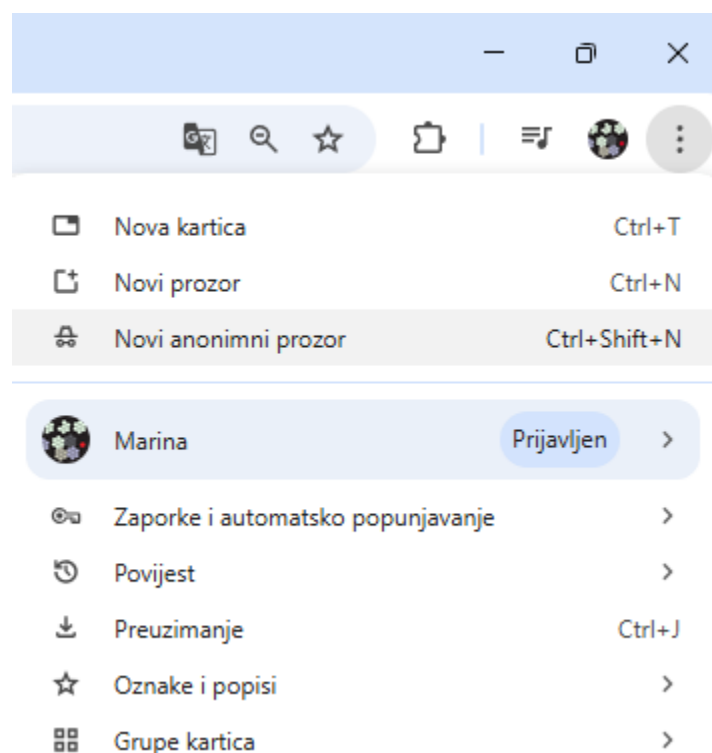 Nova kartica Ctrl+T
Novi prozor Ctrl+N
Novi anonimni prozor Ctrl+Shift+N
Marina Prijavljen
Zaporke i automatsko popunjavanje
Povijest
Preuzimanje Ctrl+J
Oznake i popisi
Grupe kartica